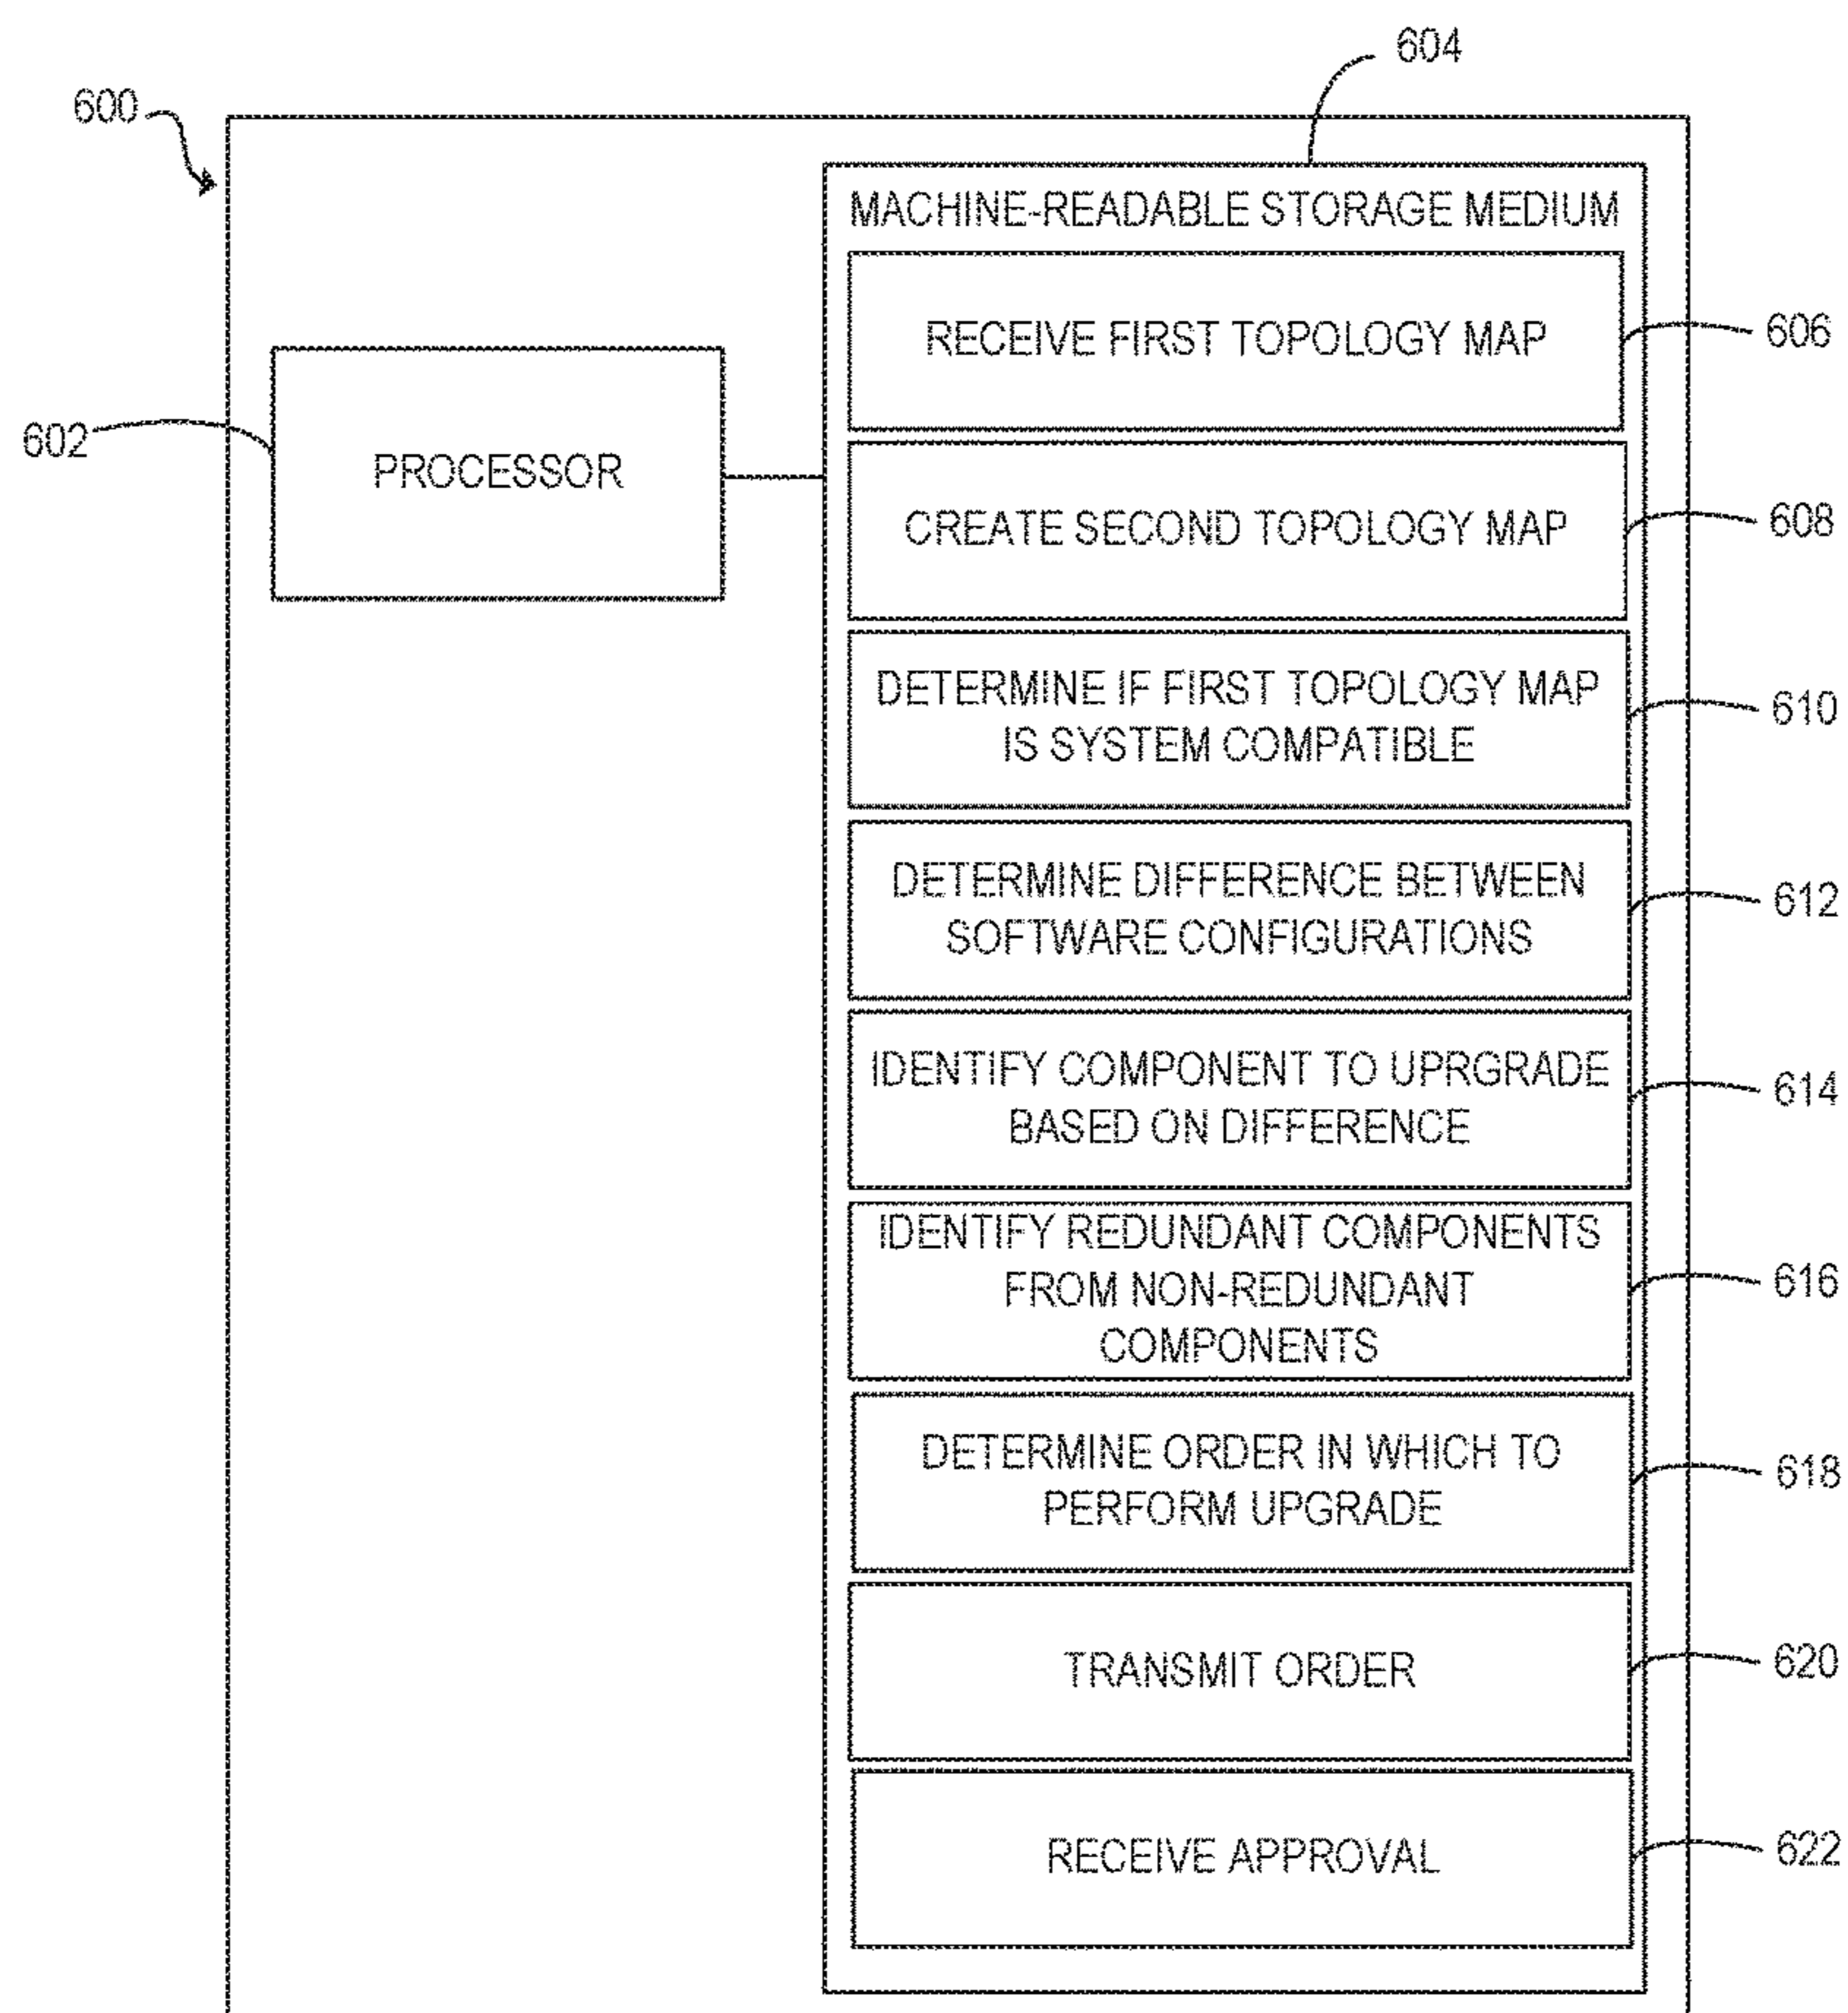 604
600
MACHINE-READABLE STORAGE MEDIUM
RECEIVE FIRST TOPOLOGY MAP
606
602
PROCESSOR
CREATE SECOND TOPOLOGY MAP
608
DETERMINE IF FIRST TOPOLOGY MAP
IS SYSTEM COMPATIBLE
610
DETERMINE DIFFERENCE BETWEEN
SOFTWARE CONFIGURATIONS
612
IDENTIFY COMPONENT TO UPRGRADE
BASED ON DIFFERENCE
614
IDENTIFY REDUNDANT COMPONENTS
FROM NON-REDUNDANT
COMPONENTS
616
DETERMINE ORDER IN WHICH TO
PERFORM UPGRADE
618
TRANSMIT ORDER
620
RECEIVE APPROVAL
622